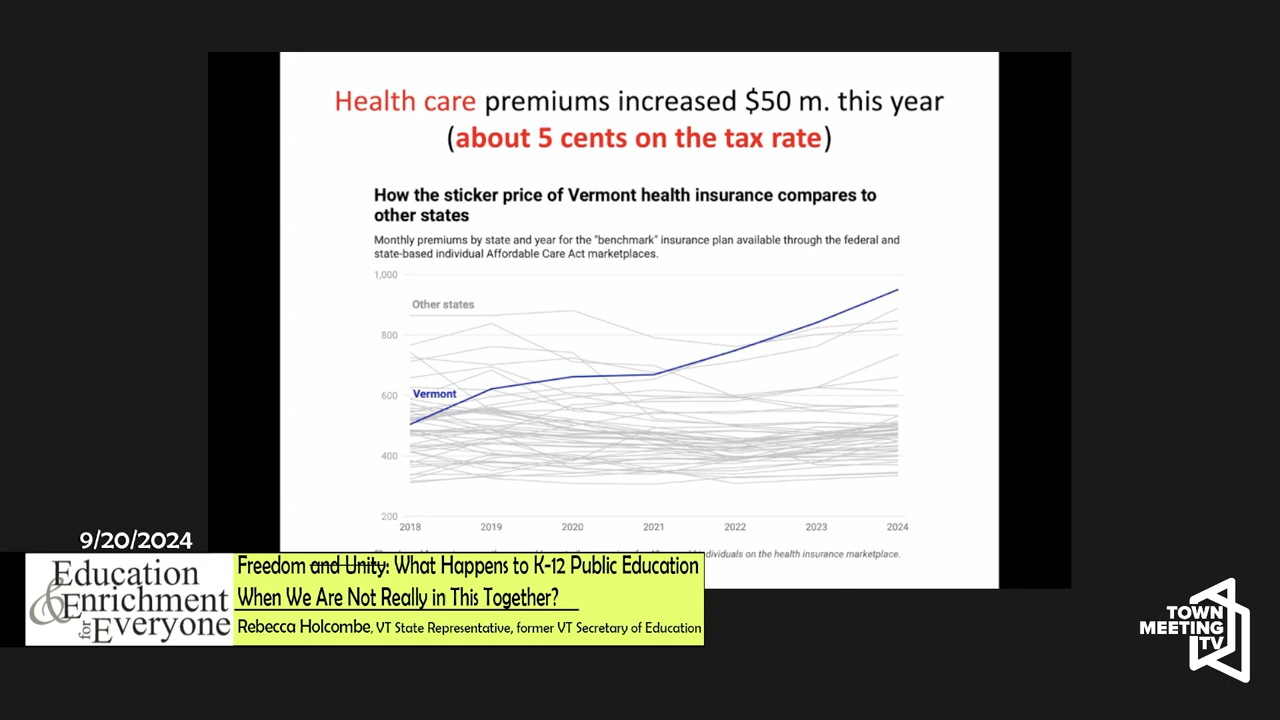 Health care premiums increased $50 m. this year
(about 5 cents on the tax rate)
How the sticker price of Vermont health insurance compares to
other states
Monthly premiums by state and year for the "benchmark" insurance plan available through the federal and
state-based individual Affordable Care Act marketplaces.
1,000
Other states
800
600
Vermont
400
200
2018 2019 2020 2021 2022 2023 2024
individuals on the health insurance marketplace.
9/20/2024
Education
& Enrichment
for Everyone
Freedom and Unity: What Happens to K-12 Public Education
When We Are Not Really in This Together?
Rebecca Holcombe, VT State Representative, former VT Secretary of Education
TOWN
MEETING
TV